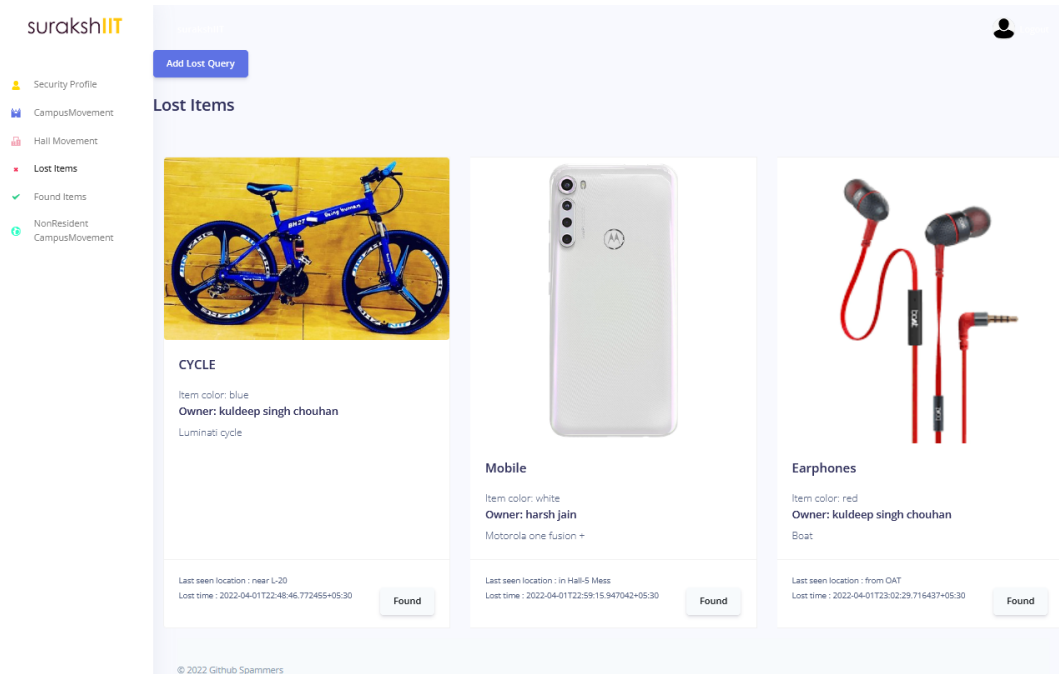 surakshIIT
Add Lost Query
Security Profile
CampusMovement
Hall Movement
Lost Items
Found Items
NonResident
CampusMovement
Lost Items
Being human
CYCLE
Item color: blue
Owner: kuldeep singh chouhan
Luminati cycle
Last seen location : near L-20
Lost time : 2022-04-01T22:48:46.772455+05:30
Found
Mobile
Item color: white
Owner: harsh jain
Motorola one fusion +
Last seen location : in Hall-5 Mess
Lost time : 2022-04-01T22:59:15.947042+05:30
Found
boAt
Earphones
Item color: red
Owner: kuldeep singh chouhan
Boat
Last seen location : from OAT
Lost time : 2022-04-01T23:02:29.716437+05:30
Found
© 2022 Github Spammers